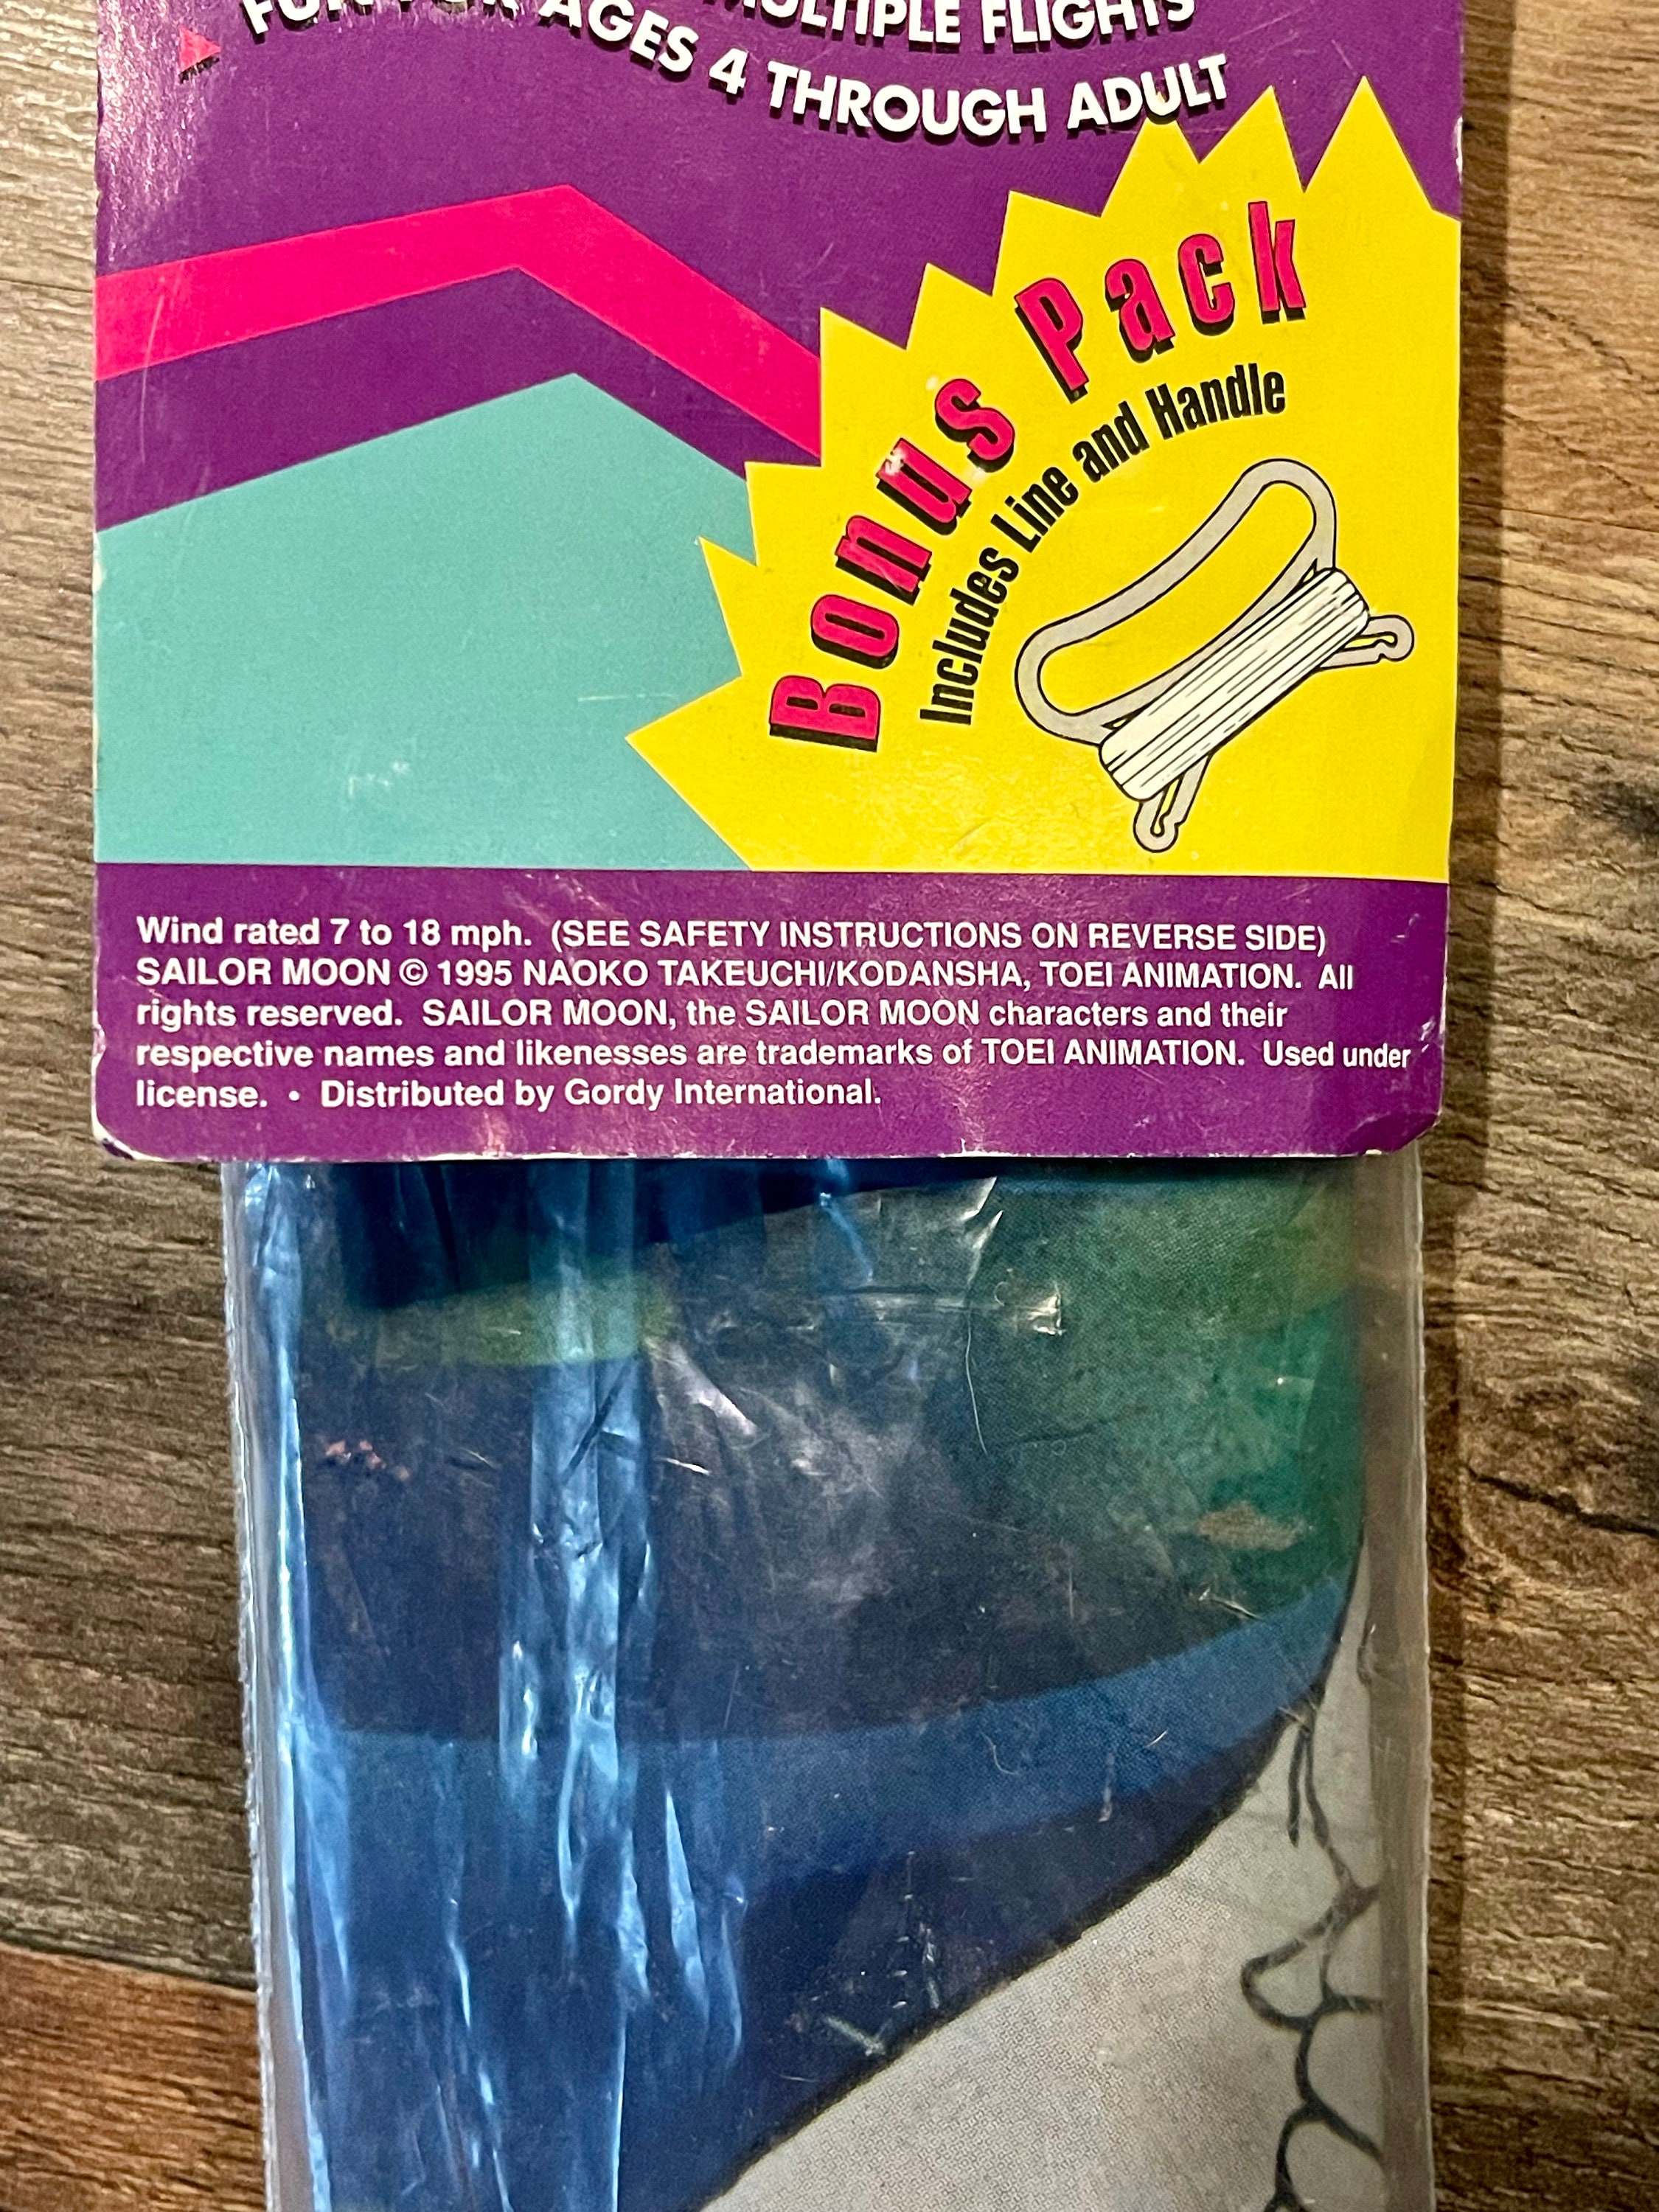 MULTIPLE FLIGHTS
FUN FOR AGES 4 THROUGH ADULT
Bonus Pack
Includes Line and Handle
Wind rated 7 to 18 mph. (SEE SAFETY INSTRUCTIONS ON REVERSE SIDE)
SAILOR MOON © 1995 NAOKO TAKEUCHI/KODANSHA, TOEI ANIMATION. All
rights reserved. SAILOR MOON, the SAILOR MOON characters and their
respective names and likenesses are trademarks of TOEI ANIMATION. Used under
license. • Distributed by Gordy International.